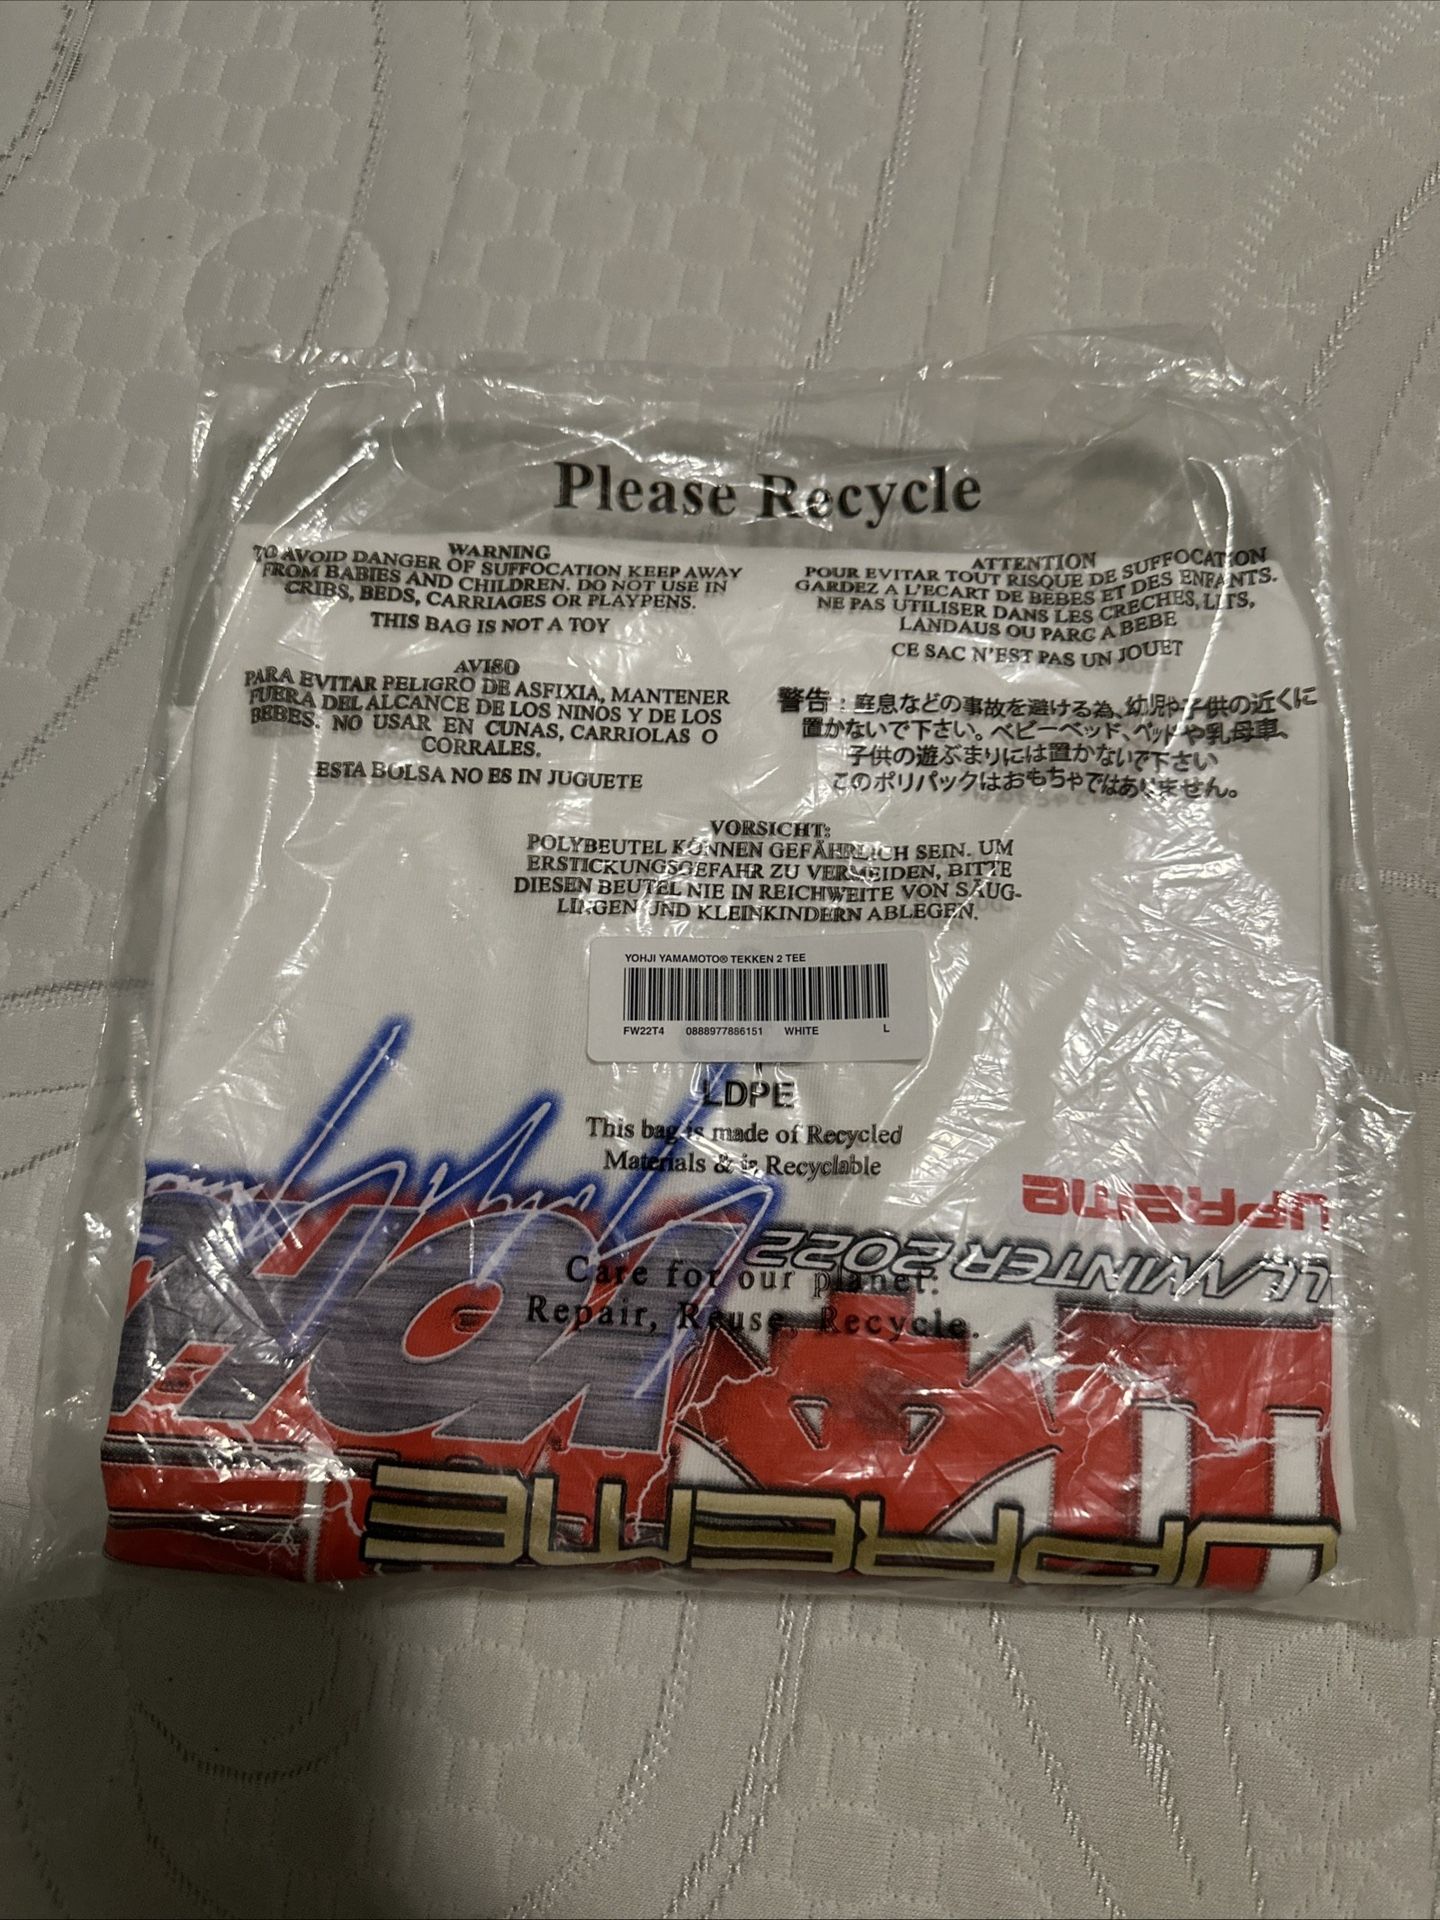 Please Recycle
WARNING
TO AVOID DANGER OF SUFFOCATION KEEP AWAY
FROM BABIES AND CHILDREN. DO NOT USE IN
CRIBS, BEDS, CARRIAGES OR PLAYPENS.
THIS BAG IS NOT A TOY
ATTENTION
POUR EVITAR TOUT RISQUE DE SUFFOCATION
GARDEZ A L'ECART DE BEBES ET DES ENFANTS.
NE PAS UTILISER DANS LES CRECHES, LITS,
LANDAUS OU PARC A BEBE
CE SAC N'EST PAS UN JOUET
AVISO
PARA EVITAR PELIGRO DE ASFIXIA, MANTENER
FUERA DEL ALCANCE DE LOS NINOS Y DE LOS
BEBES. NO USAR EN CUNAS, CARRIOLAS O
CORRALES.
ESTA BOLSA NO ES IN JUGUETE
警告：窒息などの事故を避ける為、幼児や子供の近くに
置かないで下さい。ベビーベッド、ベッドや乳母車、
子供の遊ぶまりには置かないで下さい
このポリパックはおもちゃではありません。
VORSICHT:
POLYBEUTEL KÖNNEN GEFÄHRLICH SEIN. UM
ERSTICKUNGSGEFAHR ZU VERMEIDEN, BITTE
DIESEN BEUTEL NIE IN REICHWEITE VON SÄUG-
LINGEN UND KLEINKINDERN ABLEGEN.
YOHJI YAMAMOTO® TEKKEN 2 TEE
FW22T4 0888977886151 WHITE L
LDPE
This bag is made of Recycled
Materials & is Recyclable
Care for our planet:
Repair, Reuse, Recycle.
UPREME
LL/WINTER 2022
UPREME